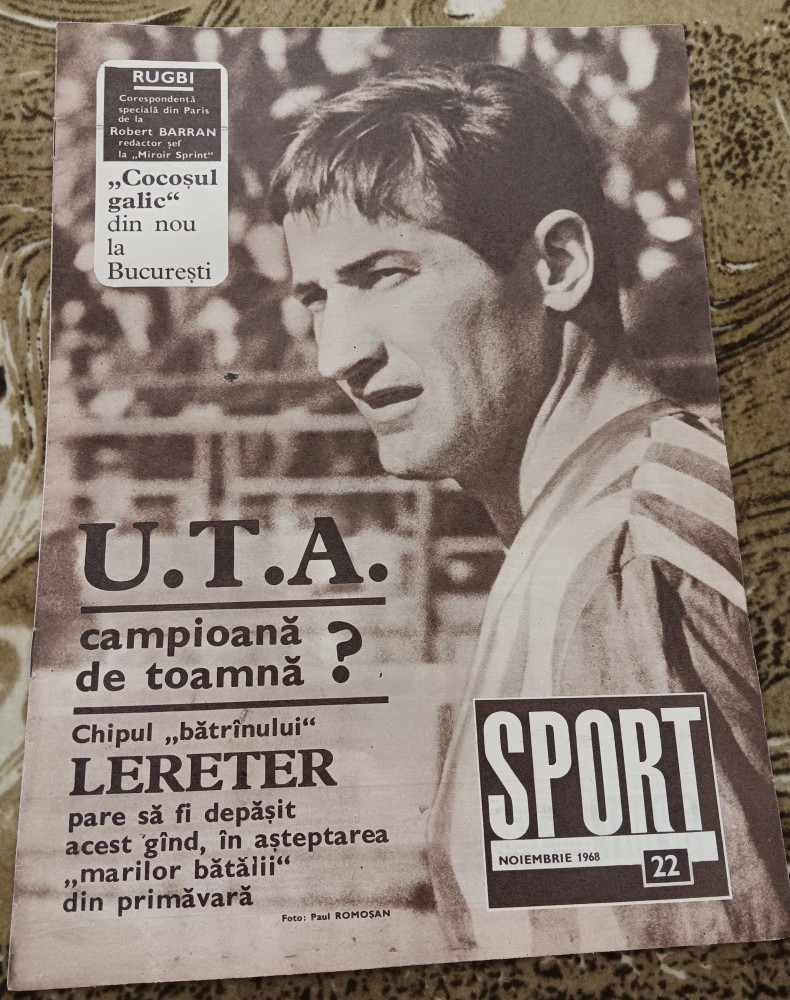 RUGBI
Corespondentă
specială din Paris
de la
Robert BARRAN
redactor șef
la „Miroir Sprint“
„Cocoșul
galic“
din nou
la
București
U.T.A.
campioană
de toamnă ?
Chipul „bătrînului“
LERETER
pare să fi depășit
acest gînd, în așteptarea
„marilor bătălii“
din primăvară
Foto: Paul ROMOȘAN
SPORT
NOIEMBRIE 1968
22